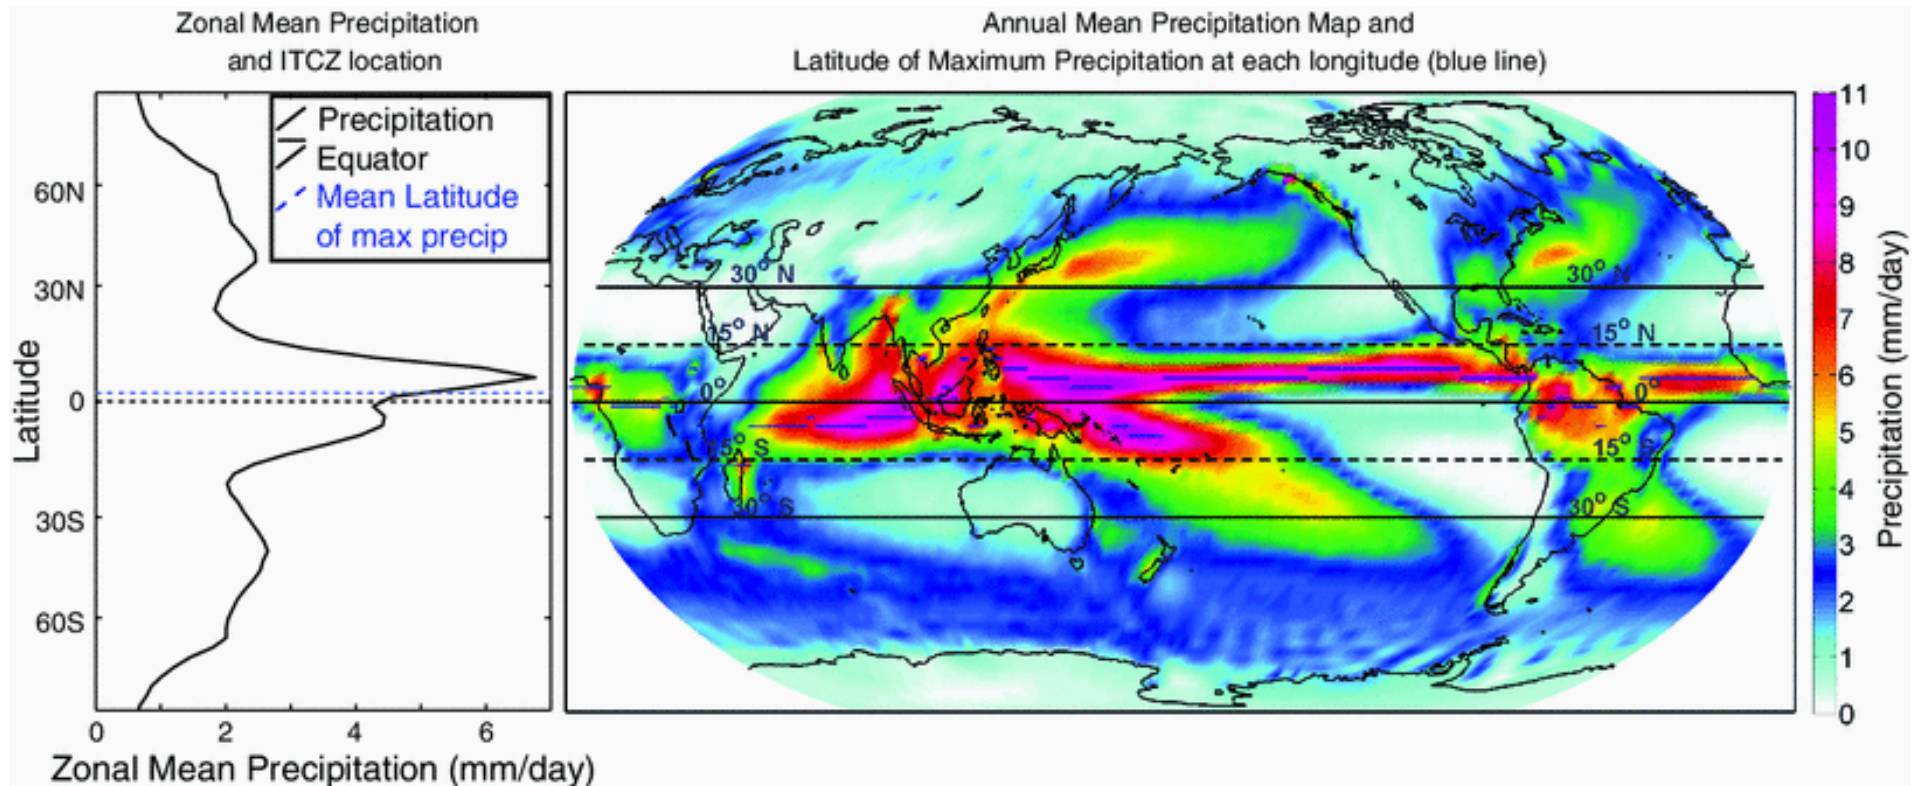 Zonal Mean Precipitation
and ITCZ location
Annual Mean Precipitation Map and
Latitude of Maximum Precipitation at each longitude (blue line)
Precipitation
Equator
Mean Latitude
of max precip
60N
30N
0
30S
60S
Latitude
0 2 4 6
Zonal Mean Precipitation (mm/day)
30° N 30° N
15° N 15° N
0° 0°
15° S 15° S
30° S 30° S
11
10
9
8
7
6
5
4
3
2
1
0
Precipitation (mm/day)